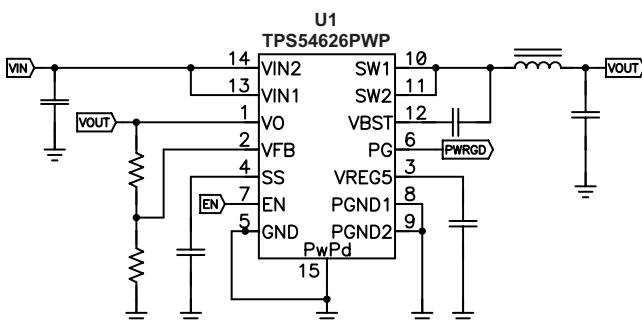 U1
TPS54626PWP
VIN
14 VIN2 SW1 10
VOUT
13 VIN1 SW2 11
VOUT 1 VO VBST 12
2 VFB PG 6 PWRGD
4 SS VREG5 3
EN 7 EN PGND1 8
5 GND PGND2 9
PwPd
15